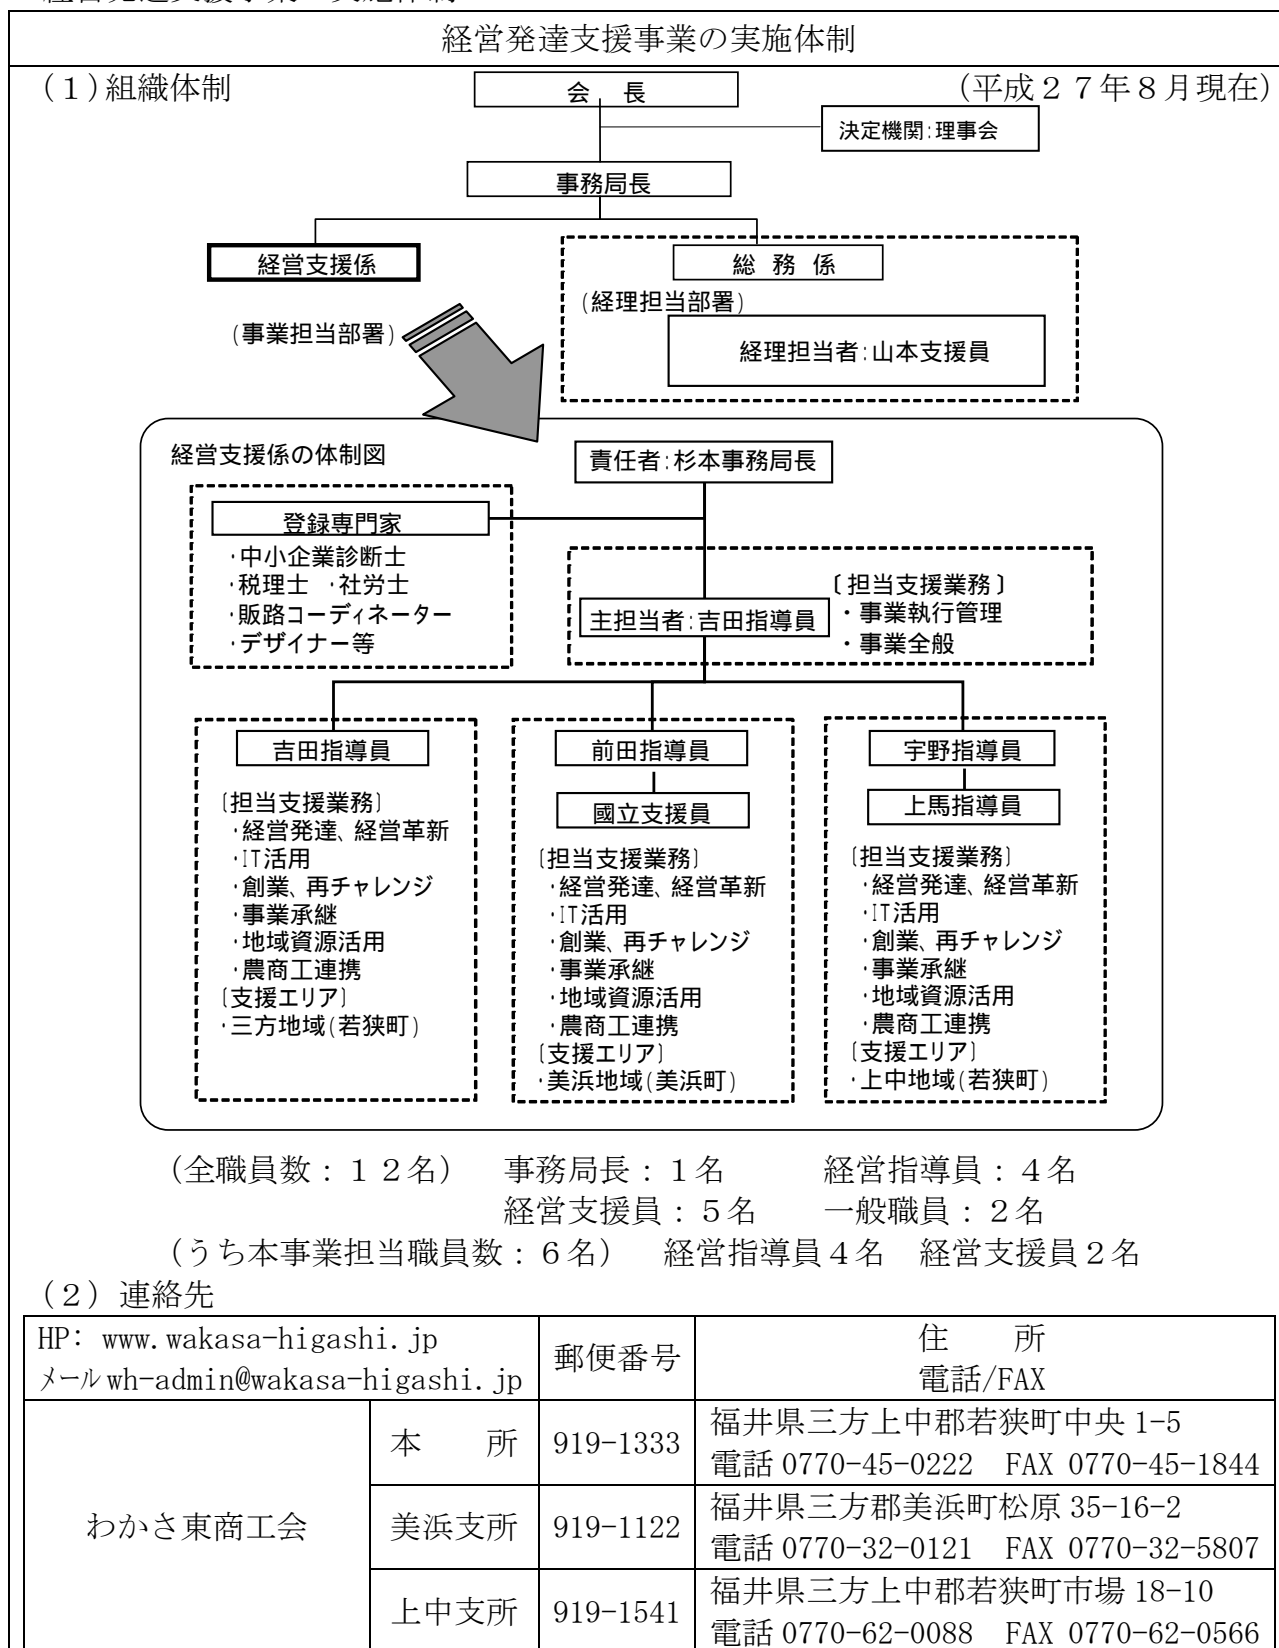 経営発達支援事業の実施体制
(１)組織体制
(平成２７年８月現在)
会　長
決定機関:理事会
事務局長
経営支援係
総 務 係
(経理担当部署)
(事業担当部署)
経理担当者:山本支援員
経営支援係の体制図
責任者:杉本事務局長
登録専門家
･中小企業診断士
･税理士　･社労士
･販路コーディネーター
･デザイナー等
主担当者:吉田指導員
〔担当支援業務〕
・事業執行管理
・事業全般
吉田指導員
〔担当支援業務〕
･経営発達、経営革新
･IT活用
･創業、再チャレンジ
･事業承継
･地域資源活用
･農商工連携
〔支援エリア〕
･三方地域(若狭町)
前田指導員
國立支援員
〔担当支援業務〕
･経営発達、経営革新
･IT活用
･創業、再チャレンジ
･事業承継
･地域資源活用
･農商工連携
〔支援エリア〕
･美浜地域(美浜町)
宇野指導員
上馬指導員
〔担当支援業務〕
･経営発達、経営革新
･IT活用
･創業、再チャレンジ
･事業承継
･地域資源活用
･農商工連携
〔支援エリア〕
･上中地域(若狭町)
(全職員数：１２名)　事務局長：１名　経営指導員：４名
経営支援員：５名　一般職員：２名
(うち本事業担当職員数：６名)　経営指導員４名　経営支援員２名
(２) 連絡先
HP: www.wakasa-higashi.jp
ﾒｰﾙ wh-admin@wakasa-higashi.jp
郵便番号
住　所
電話/FAX
わかさ東商工会
本　所
919-1333
福井県三方上中郡若狭町中央 1-5
電話 0770-45-0222　FAX 0770-45-1844
美浜支所
919-1122
福井県三方郡美浜町松原 35-16-2
電話 0770-32-0121　FAX 0770-32-5807
上中支所
919-1541
福井県三方上中郡若狭町市場 18-10
電話 0770-62-0088　FAX 0770-62-0566